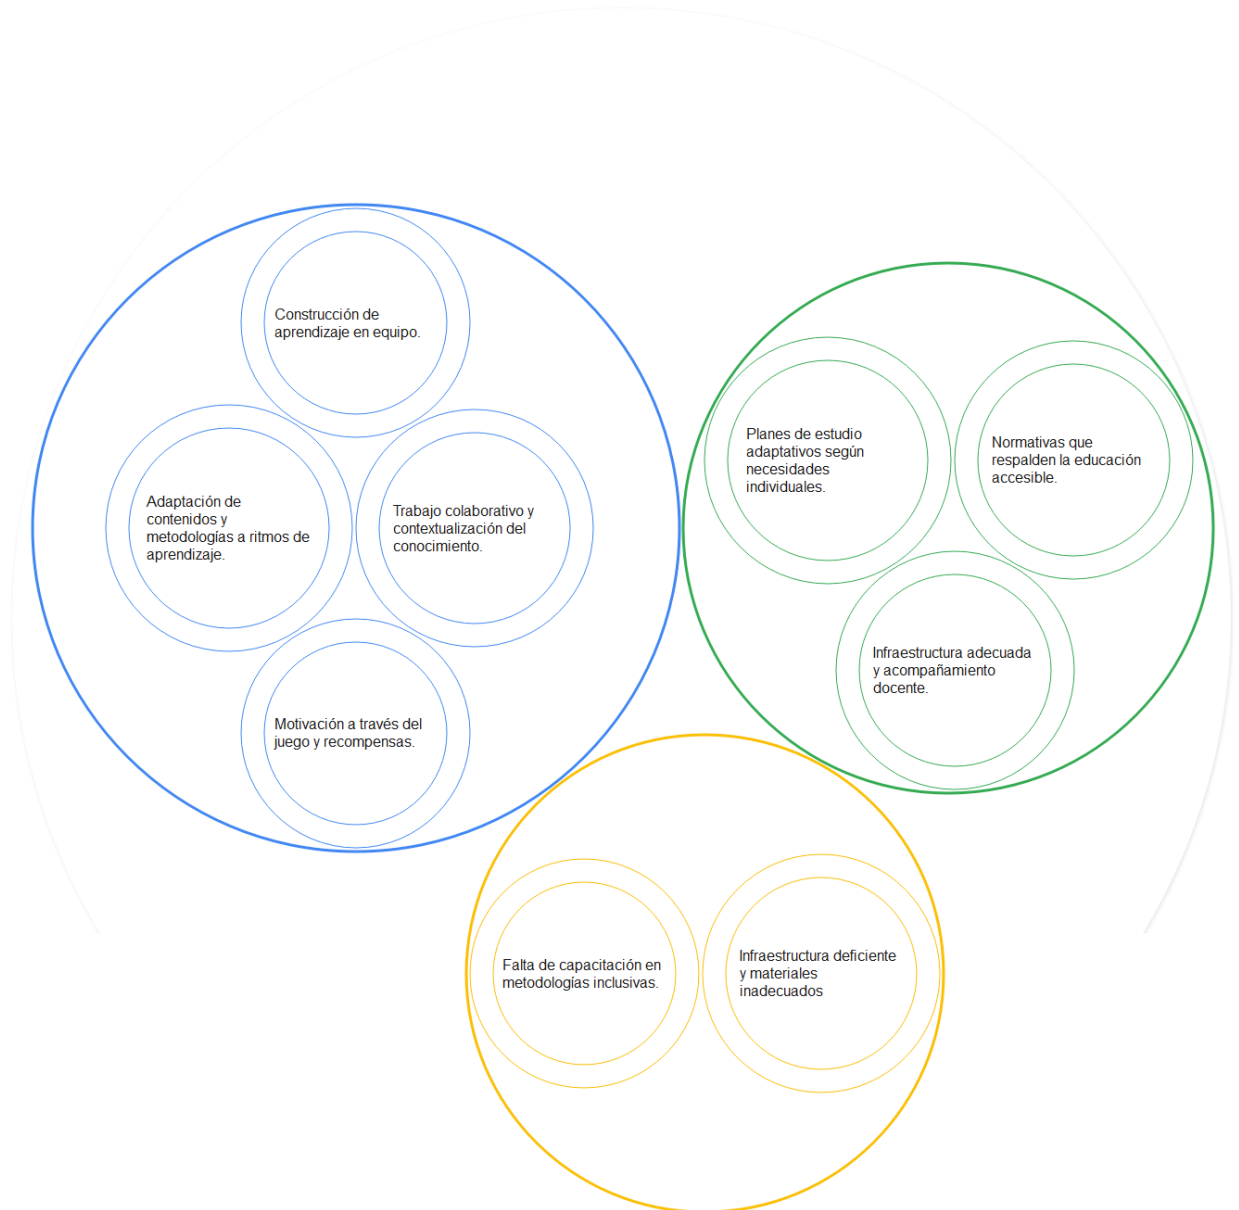 Construcción de
aprendizaje en equipo.
Adaptación de
contenidos y
metodologías a ritmos de
aprendizaje.
Trabajo colaborativo y
contextualización del
conocimiento.
Motivación a través del
juego y recompensas.
Planes de estudio
adaptativos según
necesidades
individuales.
Normativas que
respalden la educación
accesible.
Infraestructura adecuada
y acompañamiento
docente.
Falta de capacitación en
metodologías inclusivas.
Infraestructura deficiente
y materiales
inadecuados